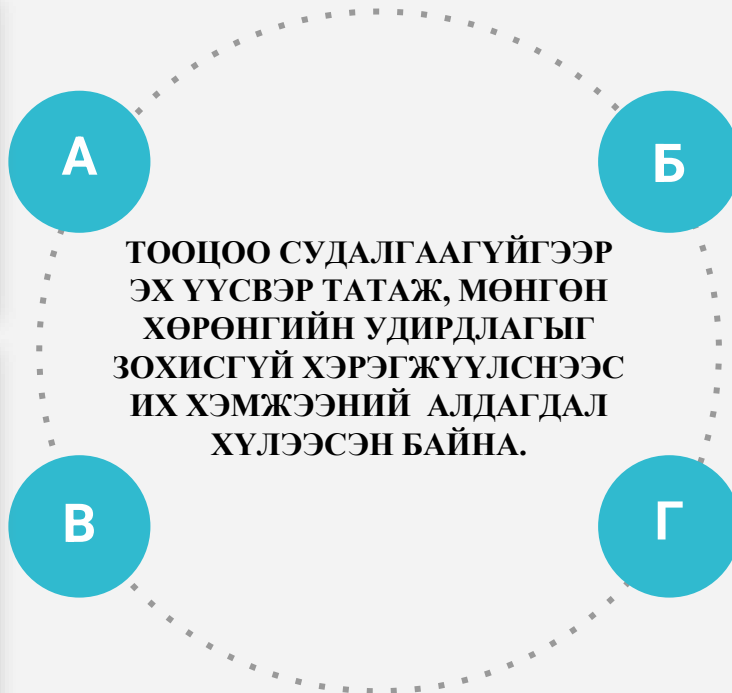 А
Б
ТООЦОО СУДАЛГААГҮЙГЭЭР
ЭХ ҮҮСВЭР ТАТАЖ, МӨНГӨН
ХӨРӨНГИЙН УДИРДЛАГЫГ
ЗОХИСГҮЙ ХЭРЭГЖҮҮЛСНЭЭС
ИХ ХЭМЖЭЭНИЙ АЛДАГДАЛ
ХҮЛЭЭСЭН БАЙНА.
В
Г